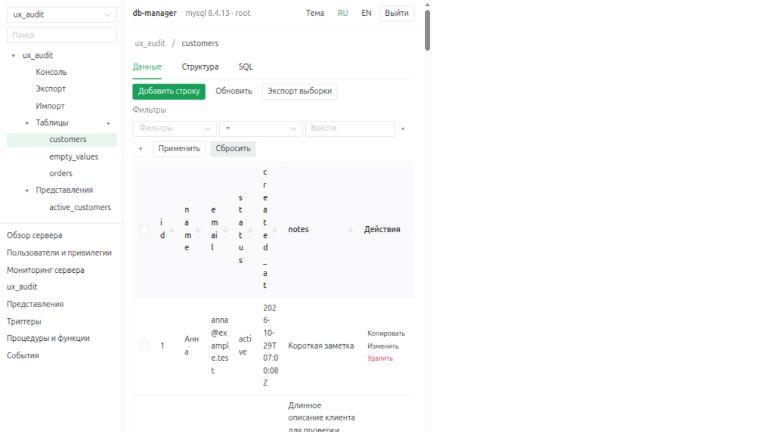 ux_audit
Поиск
ux_audit
Консоль
Экспорт
Импорт
Таблицы +
customers
empty_values
orders
Представления
active_customers
Обзор сервера
Пользователи и привилегии
Мониторинг сервера
ux_audit
Представления
Триггеры
Процедуры и функции
События
db-manager mysql 8.4.13 · root Тема RU EN Выйти
ux_audit / customers
Данные Структура SQL
Добавить строку Обновить Экспорт выборки
Фильтры
Фильтры = Ввести
+ Применить Сбросить
id name email status created_at notes Действия
1 Анна anna@example.test active 2026-10-29T07:00:08Z Короткая заметка
Копировать
Изменить
Удалить
Длинное
описание клиента
для проверки